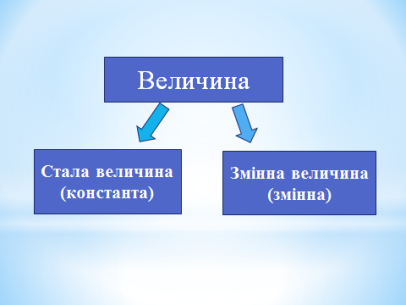 Величина
Стала величина
(константа)
Змінна величина
(змінна)